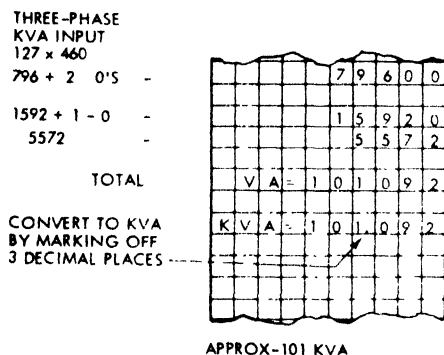 THREE-PHASE
KVA INPUT
127 x 460
796 + 2 0'S - 79600
1592 + 1 - 0 - 15920
5572 - 5572
TOTAL VA = 101092
CONVERT TO KVA
BY MARKING OFF
3 DECIMAL PLACES KVA = 101.092
APPROX-101 KVA